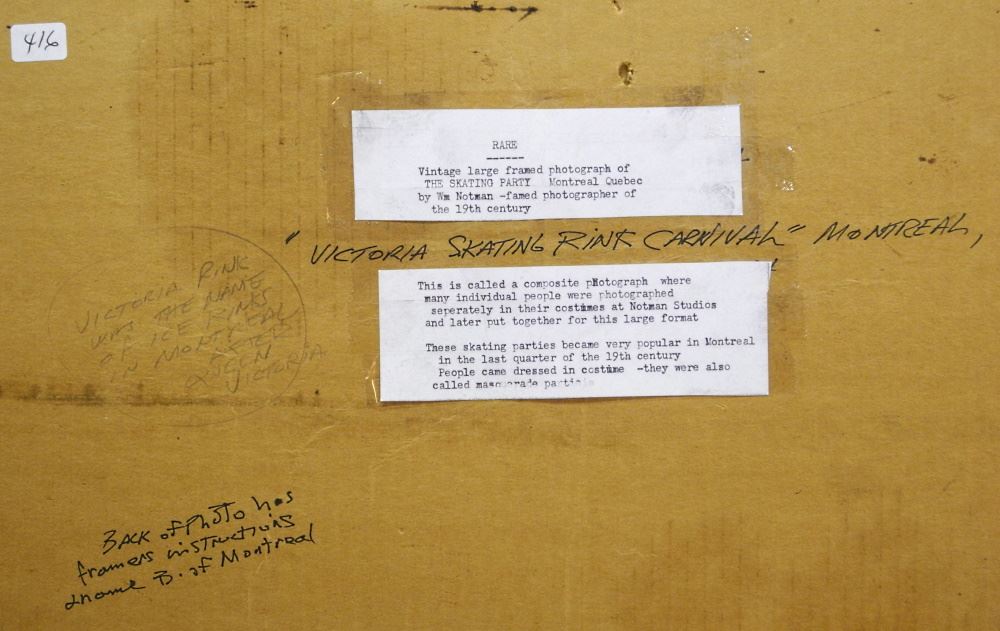 416
RARE
Vintage large framed photograph of
THE SKATING PARTY Montreal Quebec
by Wm Notman -famed photographer of
the 19th century
"VICTORIA SKATING RINK CARNIVAL" MONTREAL,
This is called a composite photograph where
many individual people were photographed
seperately in their costumes at Notman Studios
and later put together for this large format
These skating parties became very popular in Montreal
in the last quarter of the 19th century
People came dressed in costume -they were also
called masquerade parties
VICTORIA RINK
WAS THE NAME
OF ICE RINKS
IN MONTREAL
AFTER
QUEEN
VICTORIA
BACK of PHOTO has
framers instructions
&name B. of Montreal